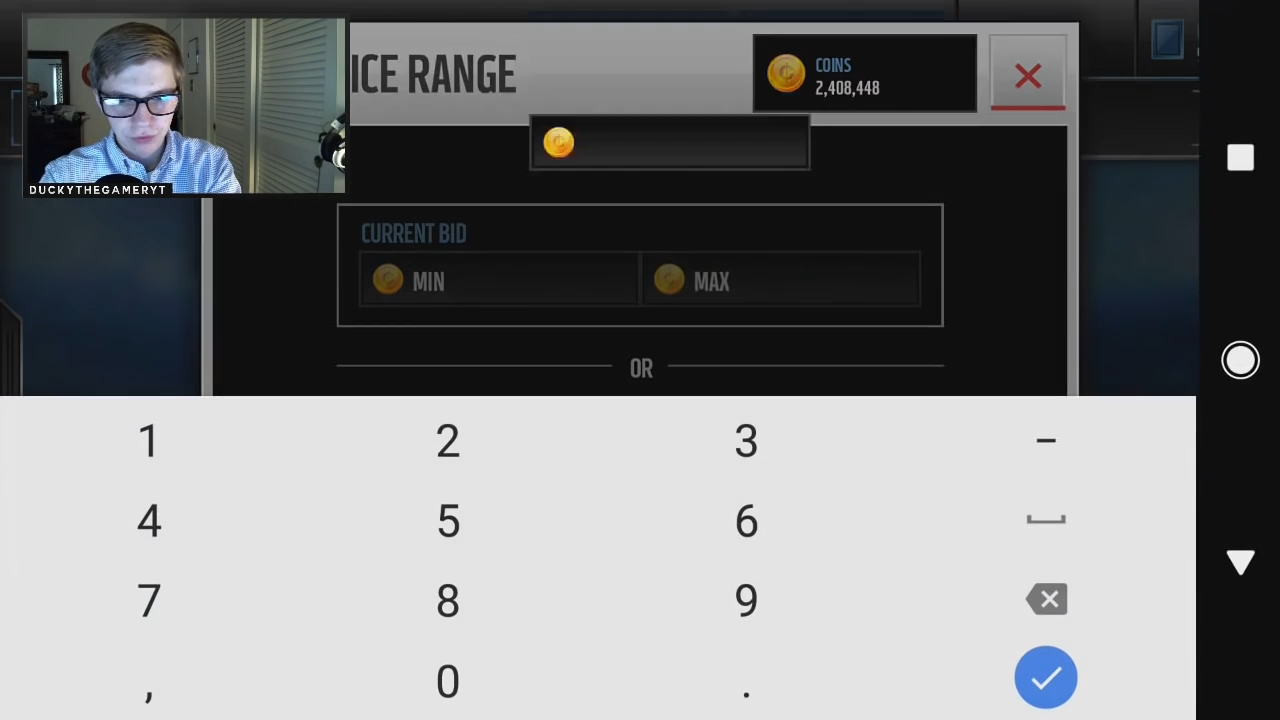 ICE RANGE
COINS
2,408,448
DUCKYTHEGAMERYT
CURRENT BID
MIN
MAX
OR
1 2 3 -
4 5 6
7 8 9
, 0 .